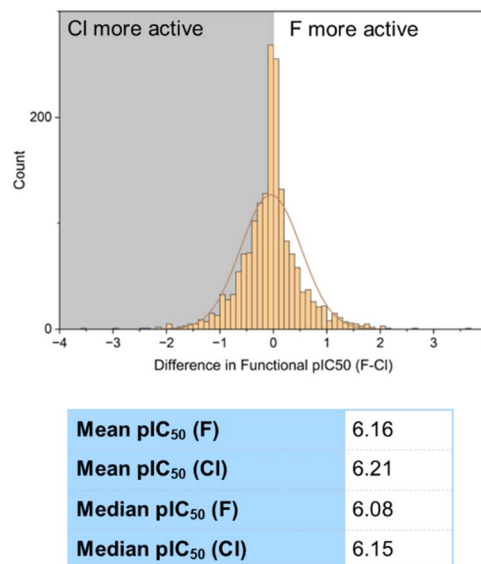 Cl more active
F more active
200
Count
0
−4
−3
−2
−1
0
1
2
3
Difference in Functional pIC50 (F-Cl)
Mean pIC₅₀ (F) 6.16
Mean pIC₅₀ (Cl) 6.21
Median pIC₅₀ (F) 6.08
Median pIC₅₀ (Cl) 6.15